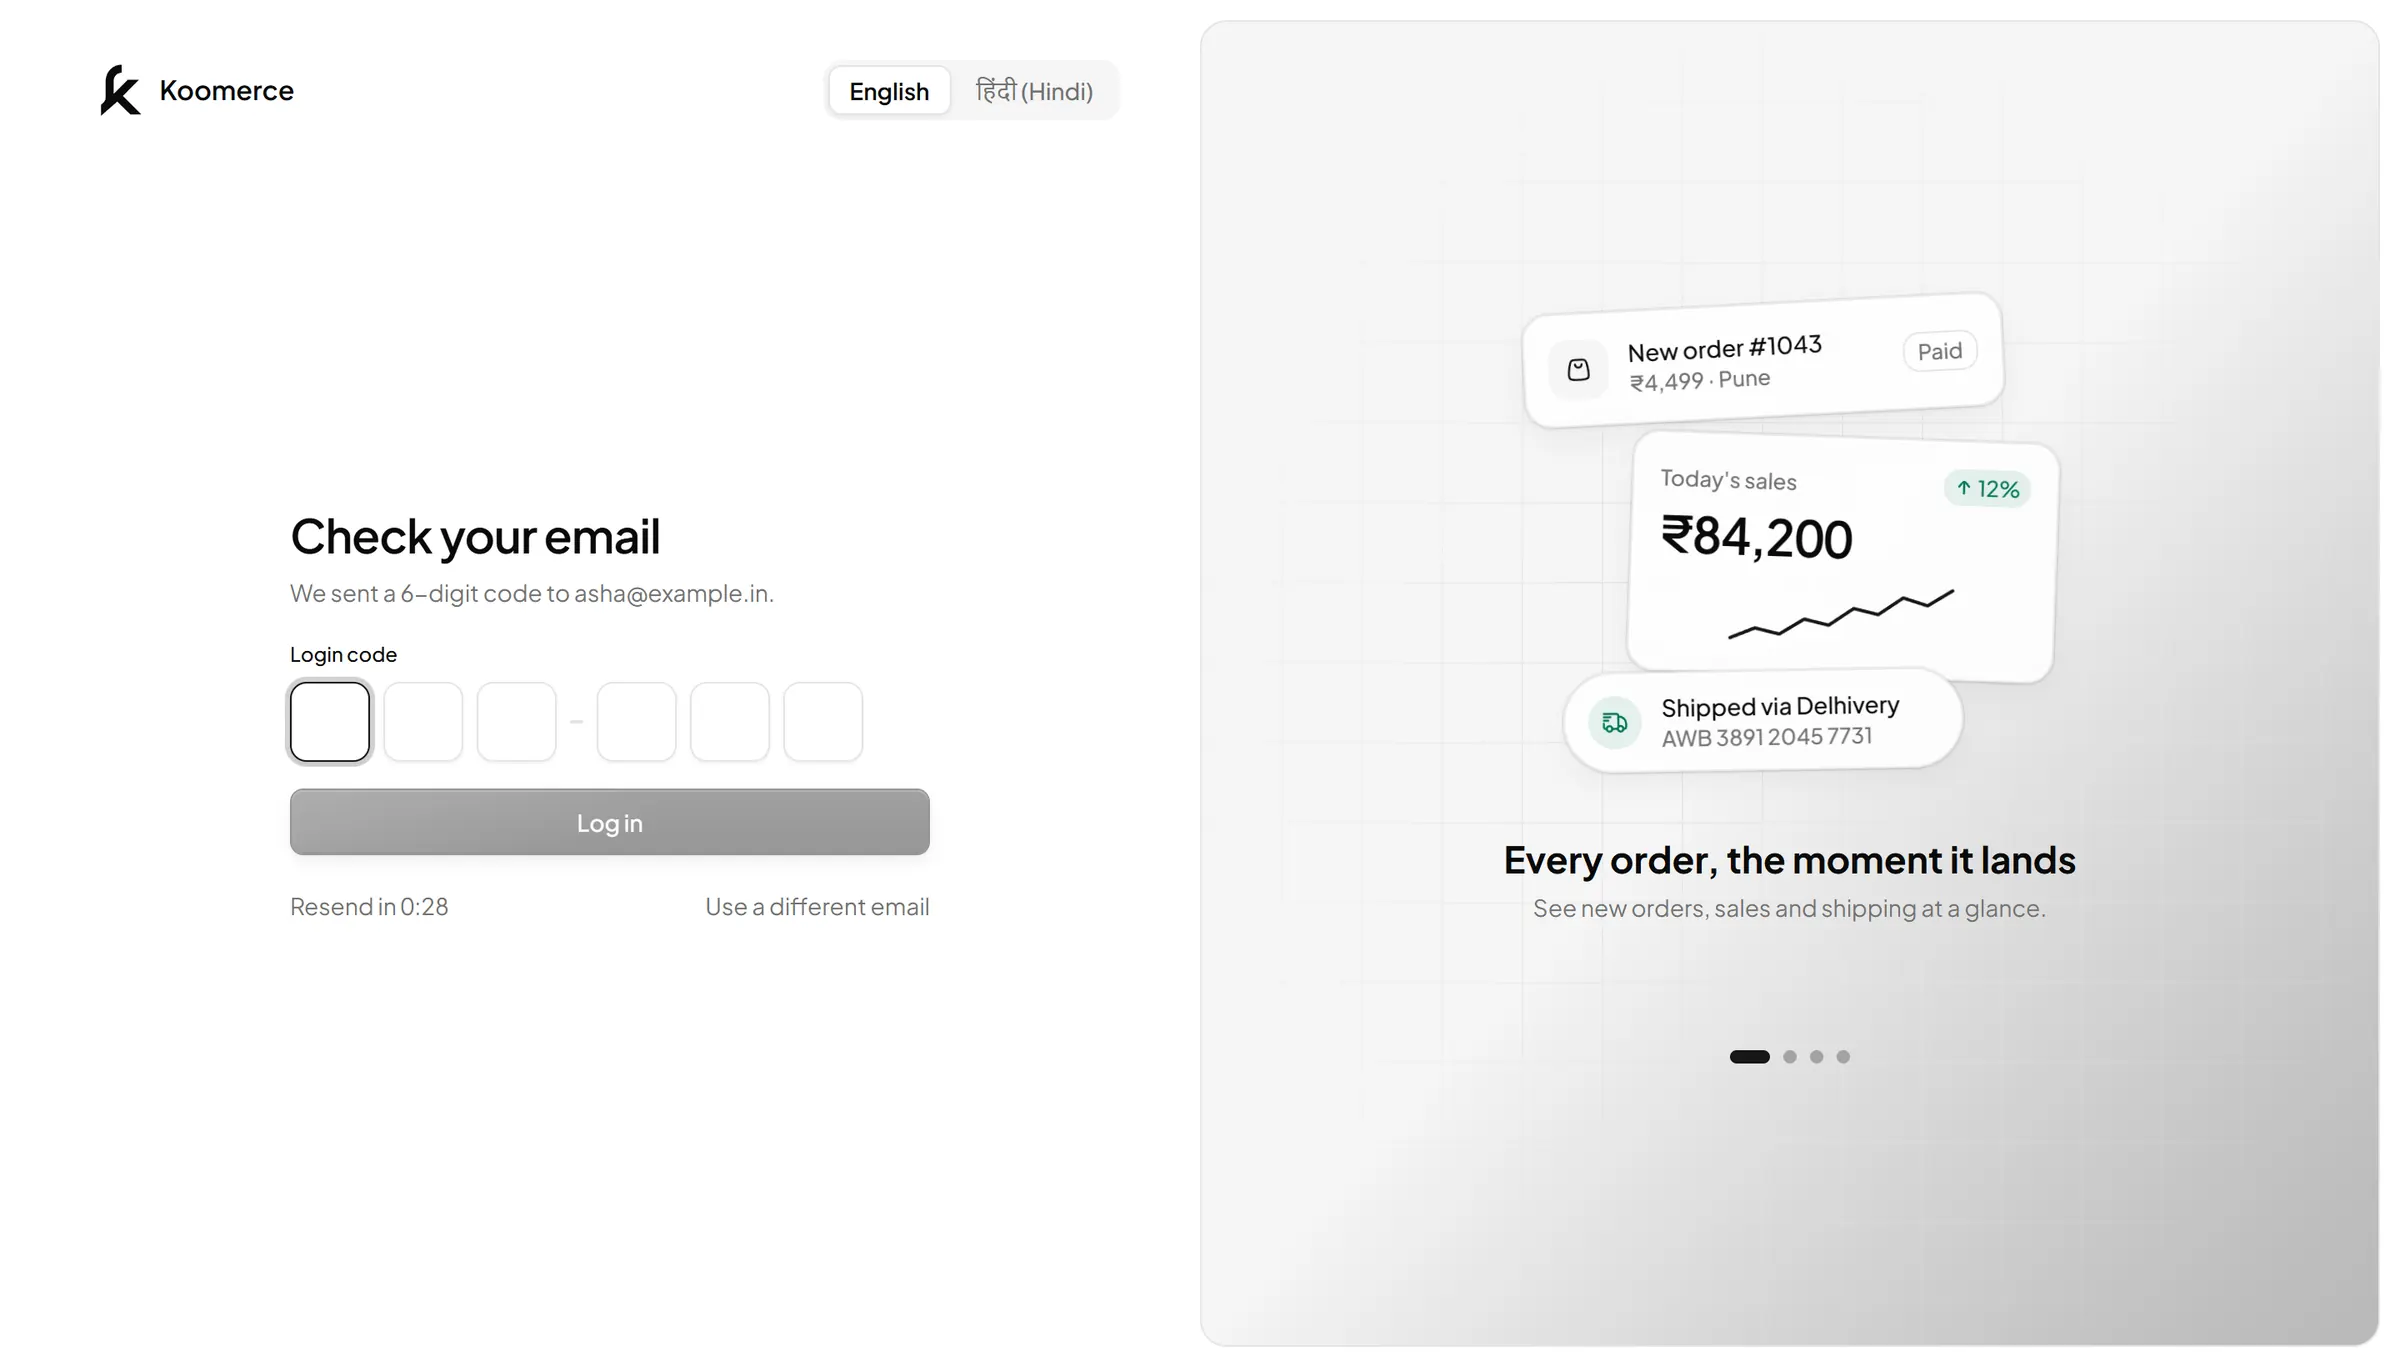 Koomerce
English
हिंदी (Hindi)
Check your email
We sent a 6-digit code to asha@example.in.
Login code
Log in
Resend in 0:28
Use a different email
New order #1043
₹4,499 · Pune
Paid
Today's sales
↑ 12%
₹84,200
Shipped via Delhivery
AWB 3891 2045 7731
Every order, the moment it lands
See new orders, sales and shipping at a glance.